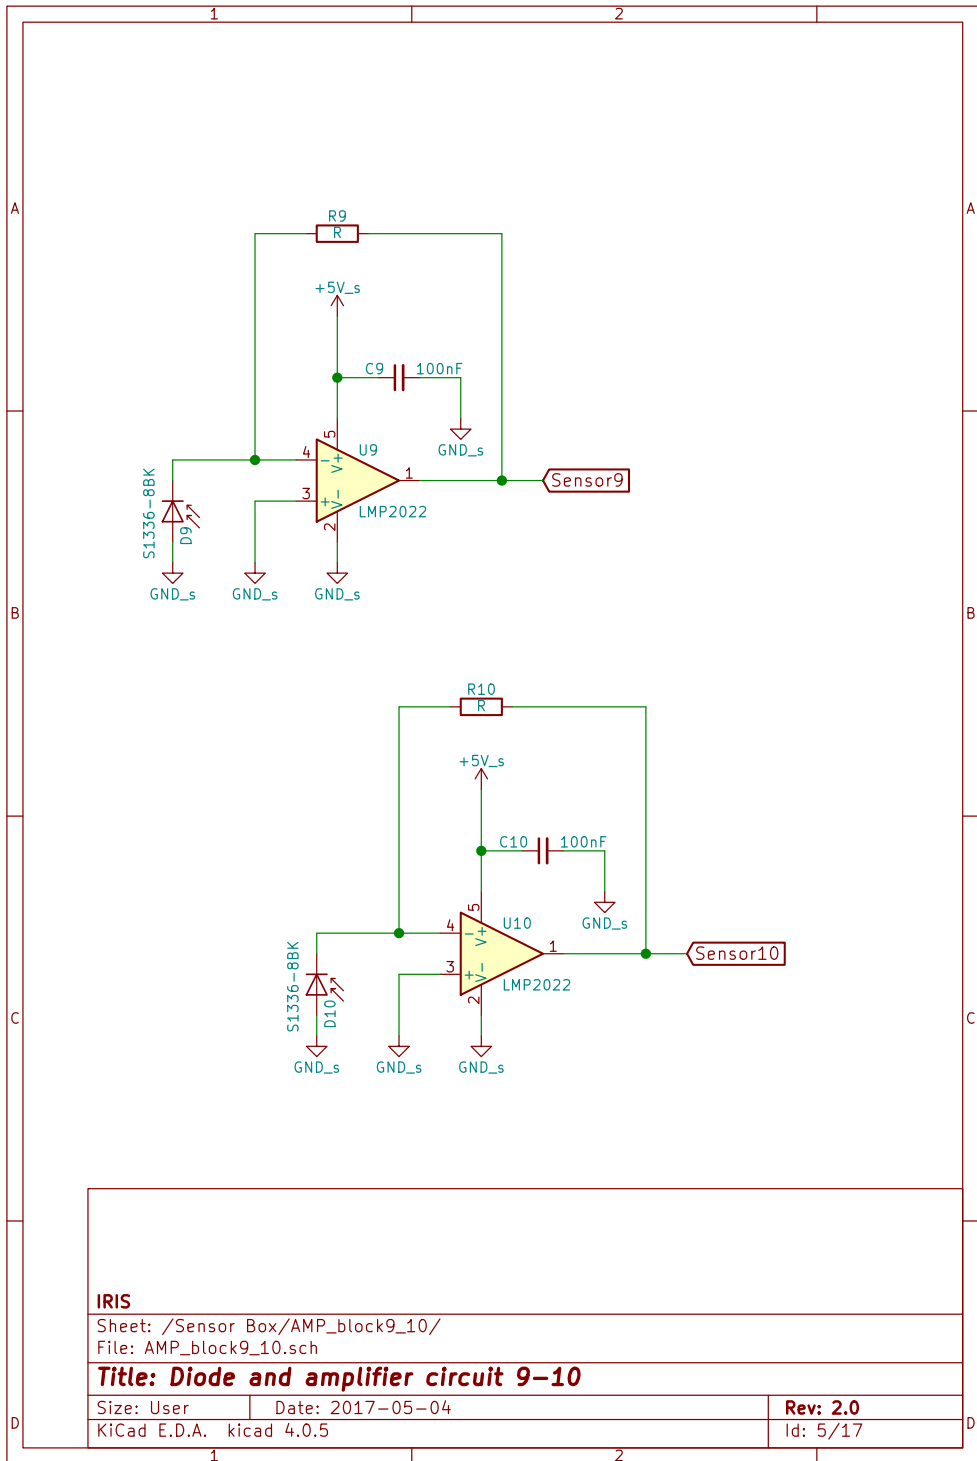 1 2
A A
R9
R
+5V_s
C9 100nF
GND_s
5
4
U9
V+
−
1
Sensor9
3
+
V-
2
LMP2022
S1336-8BK
D9
GND_s GND_s GND_s
B B
R10
R
+5V_s
C10 100nF
GND_s
5
4
U10
V+
−
1
Sensor10
3
+
V-
2
LMP2022
S1336-8BK
D10
GND_s GND_s GND_s
C C
IRIS
Sheet: /Sensor Box/AMP_block9_10/
File: AMP_block9_10.sch
Title: Diode and amplifier circuit 9-10
Size: User Date: 2017-05-04 Rev: 2.0
KiCad E.D.A. kicad 4.0.5 Id: 5/17
D D
1 2